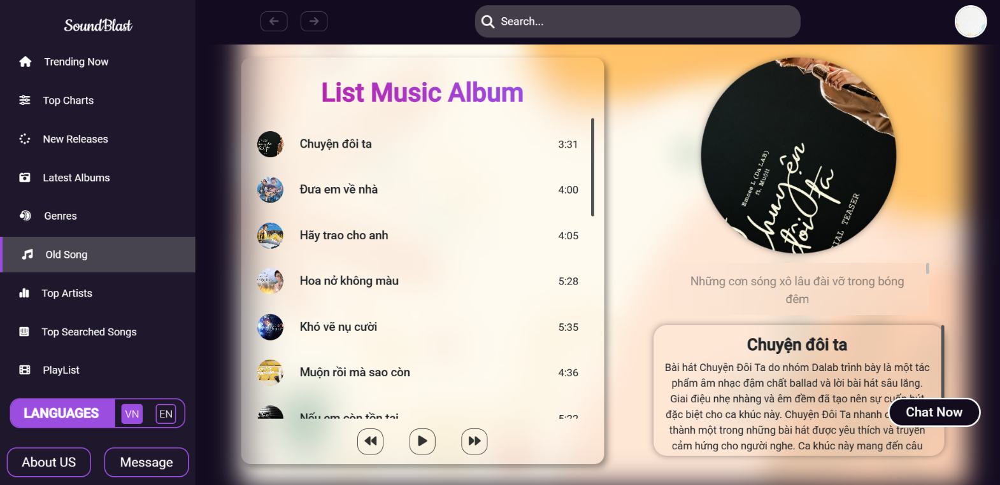 SoundBlast
Search...
Trending Now
Top Charts
New Releases
Latest Albums
Genres
Old Song
Top Artists
Top Searched Songs
PlayList
LANGUAGES VN EN
About US
Message
List Music Album
Chuyện đôi ta 3:31
Đưa em về nhà 4:00
Hãy trao cho anh 4:05
Hoa nở không màu 5:28
Khó vẽ nụ cười 5:35
Muộn rồi mà sao còn 4:36
Nếu em còn tồn tại 5:22
Emcee L (Da LAB)
ft. Muộii
Chuyện
đôi ta
IAL TEASER
Những cơn sóng xô lâu đài vỡ trong bóng
đêm
Chuyện đôi ta
Bài hát Chuyện Đôi Ta do nhóm Dalab trình bày là một tác
phẩm âm nhạc đậm chất ballad và lời bài hát sâu lắng.
Giai điệu nhẹ nhàng và êm đềm đã tạo nên sự cuốn hút
đặc biệt cho ca khúc này. Chuyện Đôi Ta nhanh
thành một trong những bài hát được yêu thích và truyền
cảm hứng cho người nghe. Ca khúc này mang đến câu
Chat Now